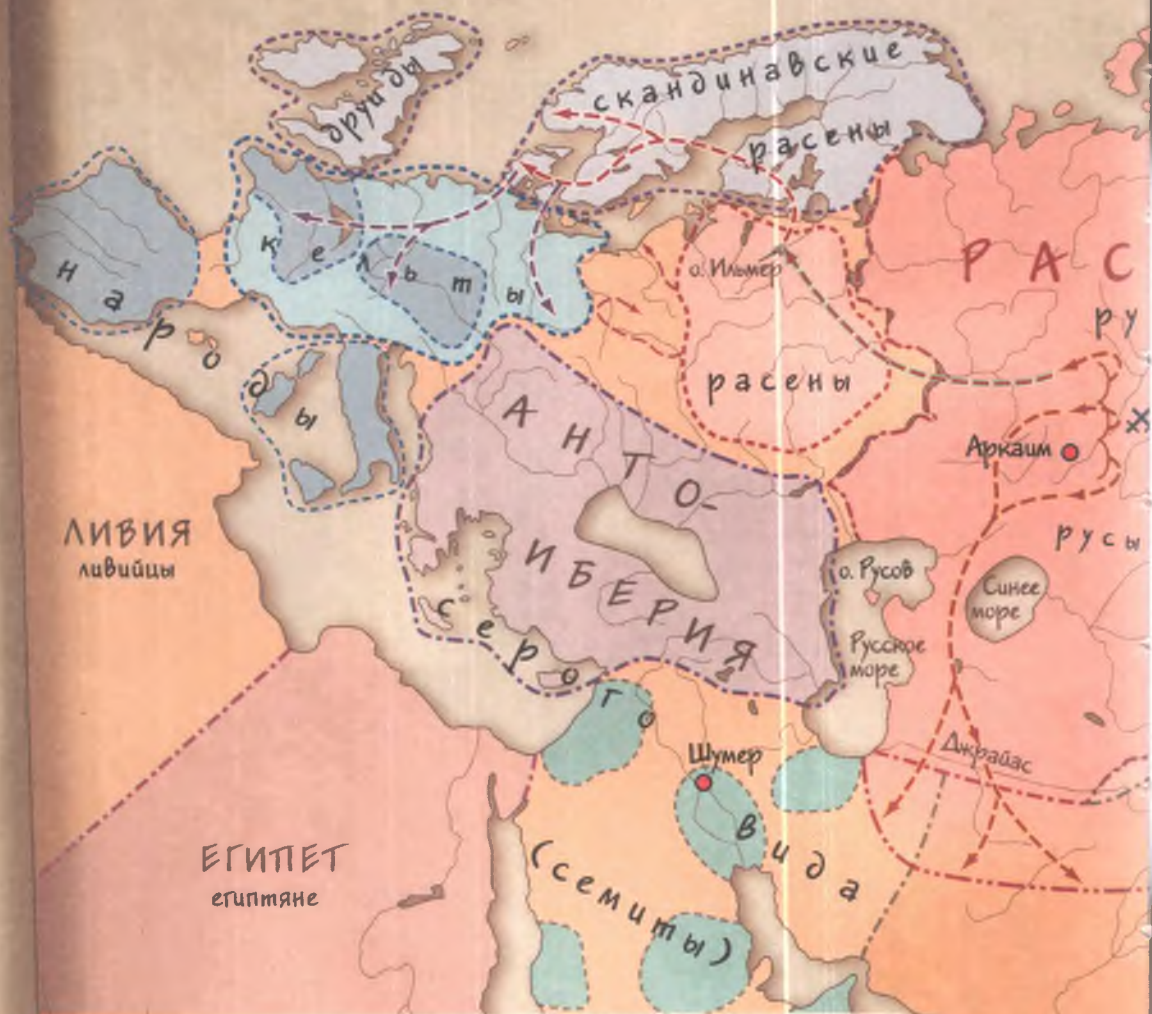 скандинавские
расены
друиды
кельты
о. Ильмер
РАС
ру
расены
Аркаим
АНТО-
ИБЕРИЯ
русы
о. Русов
Синее
море
Русское
море
ЛИВИЯ
ливийцы
народы
серого
вида
Шумер
Джрайас
(семиты)
ЕГИПЕТ
египтяне